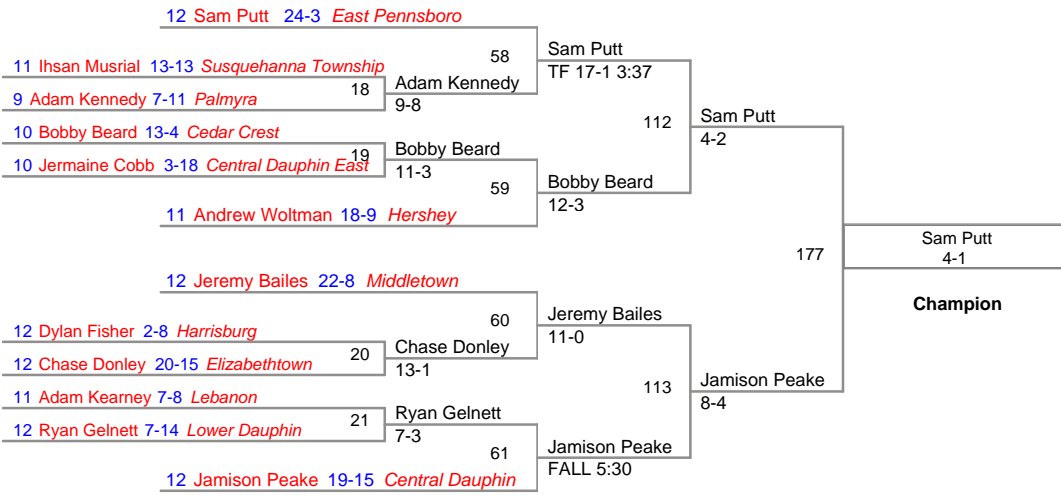 12 Sam Putt 24-3 East Pennsboro
58
Sam Putt
TF 17-1 3:37
11 Ihsan Musrial 13-13 Susquehanna Township
18
Adam Kennedy
9-8
9 Adam Kennedy 7-11 Palmyra
112
Sam Putt
4-2
10 Bobby Beard 13-4 Cedar Crest
19
Bobby Beard
11-3
10 Jermaine Cobb 3-18 Central Dauphin East
59
Bobby Beard
12-3
11 Andrew Woltman 18-9 Hershey
177
Sam Putt
4-1
Champion
12 Jeremy Bailes 22-8 Middletown
60
Jeremy Bailes
11-0
12 Dylan Fisher 2-8 Harrisburg
20
Chase Donley
13-1
12 Chase Donley 20-15 Elizabethtown
113
Jamison Peake
8-4
11 Adam Kearney 7-8 Lebanon
21
Ryan Gelnett
7-3
12 Ryan Gelnett 7-14 Lower Dauphin
61
Jamison Peake
FALL 5:30
12 Jamison Peake 19-15 Central Dauphin